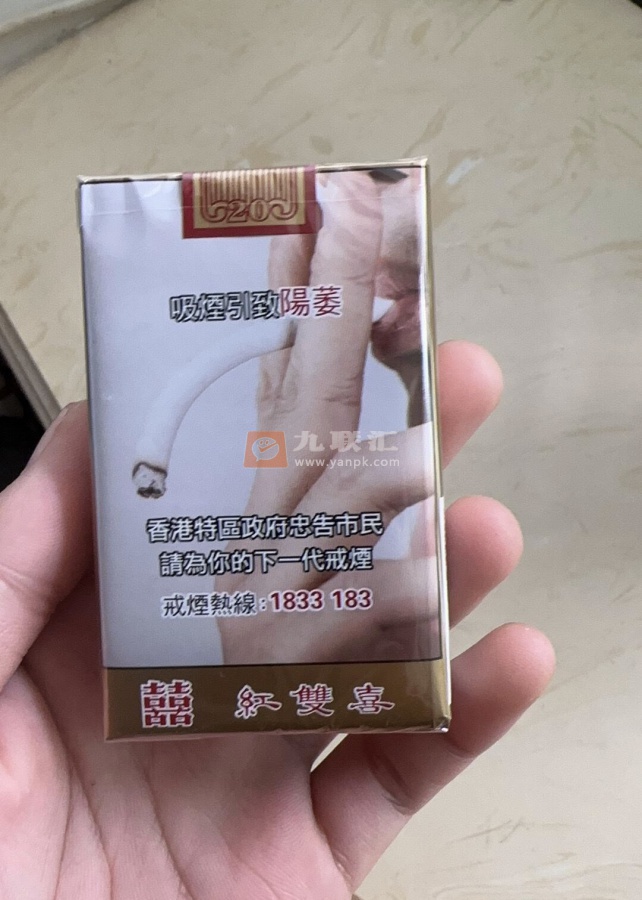 20
吸煙引致陽萎
九联汇
www.yanpk.com
香港特區政府忠告市民
請為你的下一代戒煙
戒煙熱線:1833 183
囍囍 紅雙喜